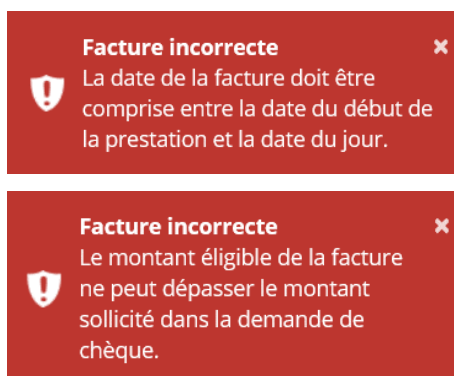 Facture incorrecte
La date de la facture doit être
comprise entre la date du début de
la prestation et la date du jour.
Facture incorrecte
Le montant éligible de la facture
ne peut dépasser le montant
sollicité dans la demande de
chèque.